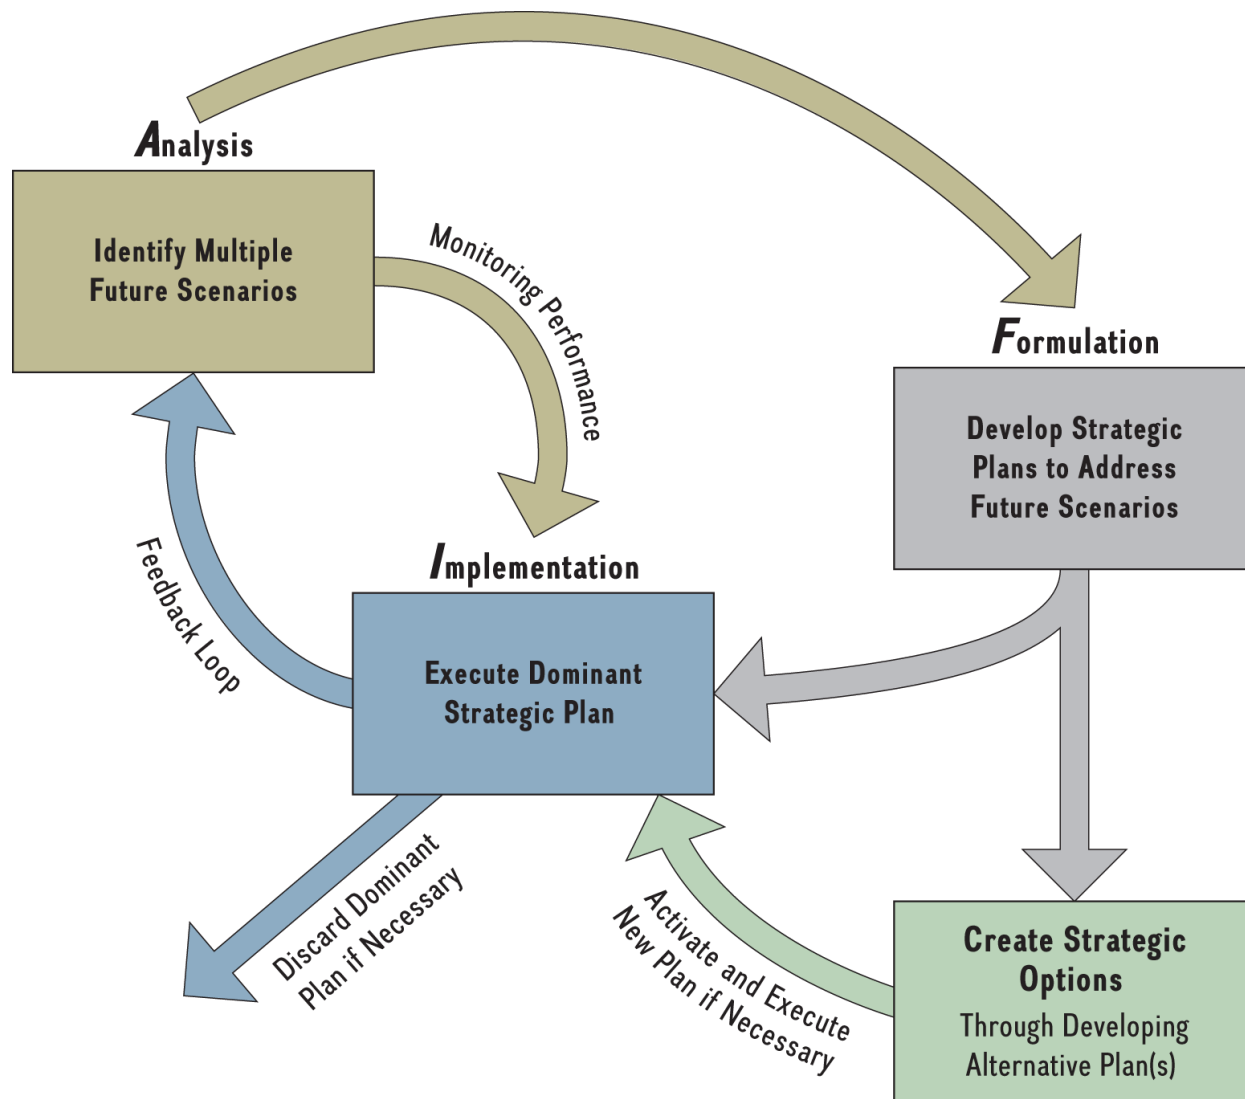 Analysis
Identify Multiple
Future Scenarios
Monitoring Performance
Formulation
Develop Strategic
Plans to Address
Future Scenarios
Feedback Loop
Implementation
Execute Dominant
Strategic Plan
Discard Dominant
Plan if Necessary
Activate and Execute
New Plan if Necessary
Create Strategic
Options
Through Developing
Alternative Plan(s)